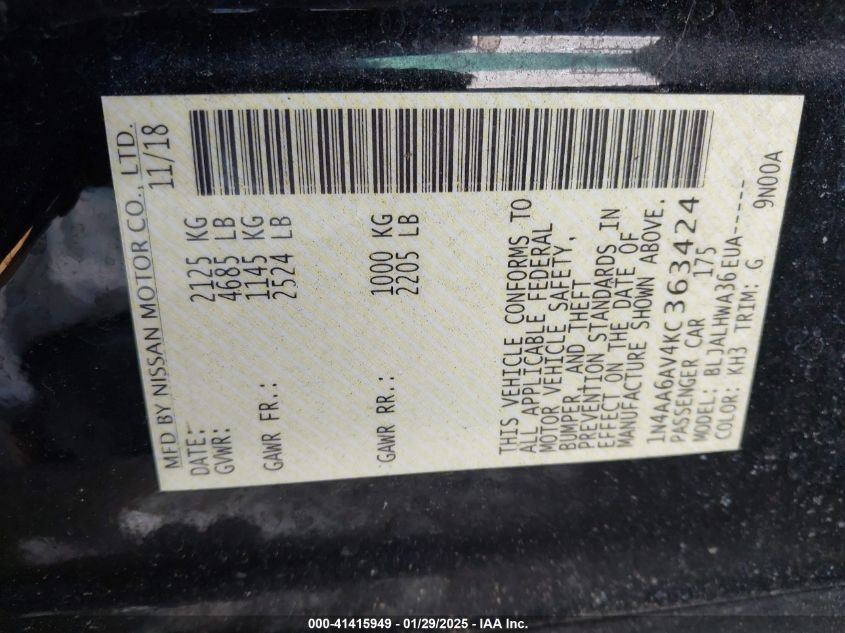 MFD BY NISSAN MOTOR CO., LTD.
DATE: 11/18
GVWR: 2125 KG
4685 LB
GAWR FR.: 1145 KG
2524 LB
GAWR RR.: 1000 KG
2205 LB
THIS VEHICLE CONFORMS TO
ALL APPLICABLE FEDERAL
MOTOR VEHICLE SAFETY,
BUMPER, AND THEFT
PREVENTION STANDARDS IN
EFFECT ON THE DATE OF
MANUFACTURE SHOWN ABOVE.
1N4AA6AV4KC363424
PASSENGER CAR 175
MODEL: BLJALHWA36EUA------
COLOR: KH3 TRIM: G 9N00A
000-41415949 - 01/29/2025 - IAA Inc.